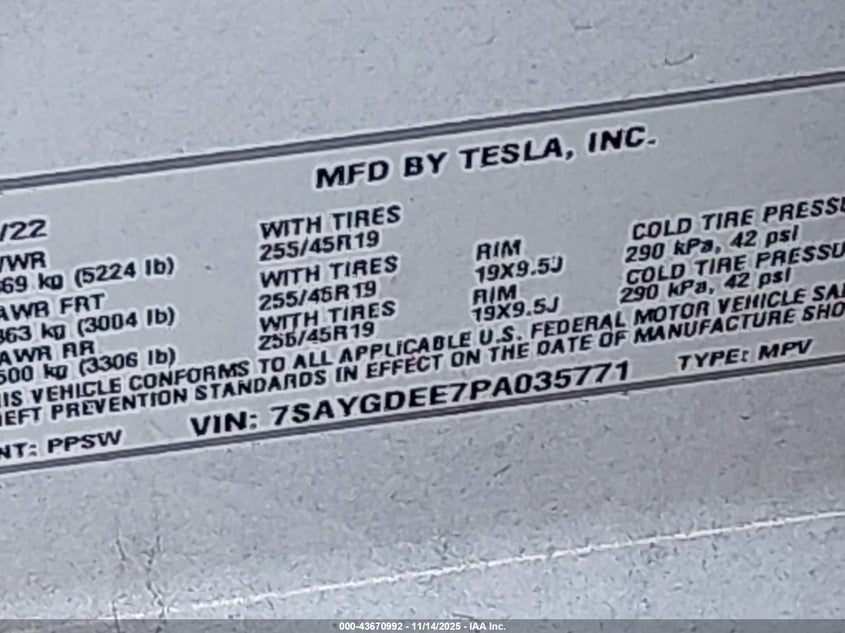 MFD BY TESLA, INC.
/22
WITH TIRES
255/45R19
COLD TIRE PRESSU
290 kPa, 42 psi
VWR
369 kg (5224 lb)
RIM
19X9.5J
AWR FRT
363 kg (3004 lb)
WITH TIRES
255/45R19
RIM
19X9.5J
COLD TIRE PRESSU
290 kPa, 42 psi
AWR RR
500 kg (3306 lb)
WITH TIRES
255/45R19
IS VEHICLE CONFORMS TO ALL APPLICABLE U.S. FEDERAL MOTOR VEHICLE SA
EFT PREVENTION STANDARDS IN EFFECT ON THE DATE OF MANUFACTURE SHO
NT: PPSW
VIN: 7SAYGDEE7PA035771
TYPE: MPV
000-43670992 - 11/14/2025 - IAA Inc.